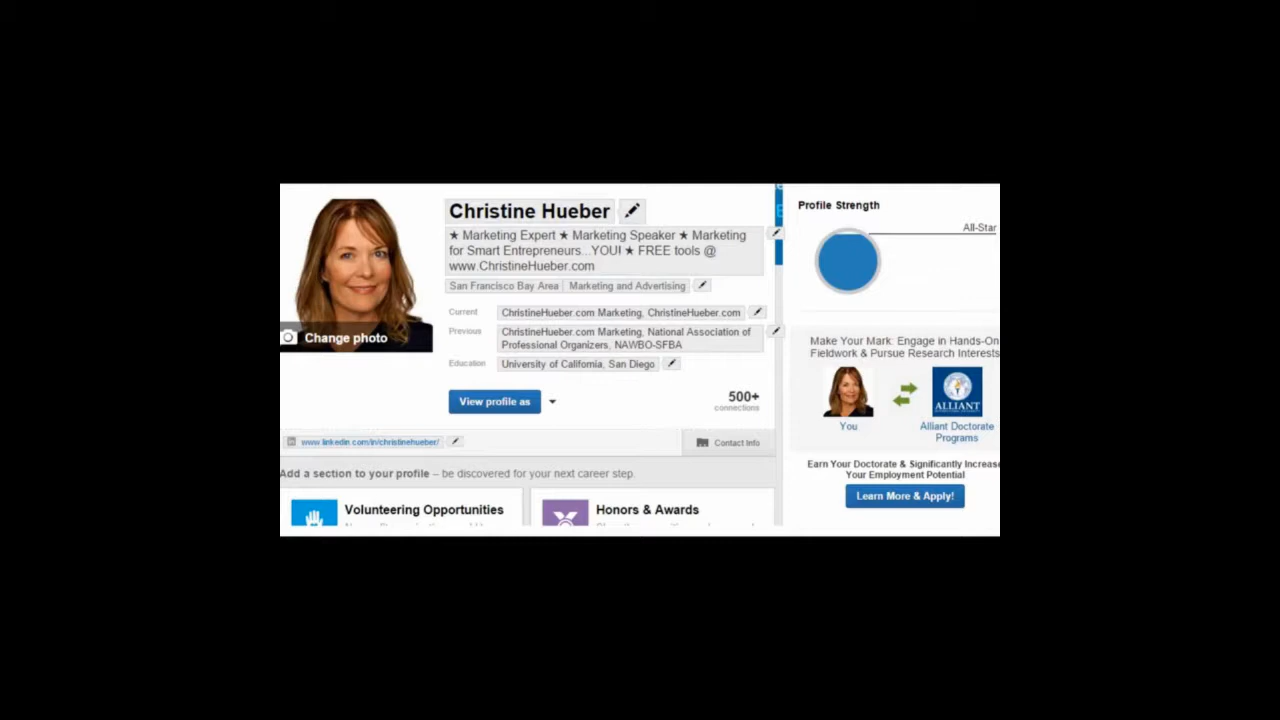 Christine Hueber
★ Marketing Expert ★ Marketing Speaker ★ Marketing
for Smart Entrepreneurs...YOU! ★ FREE tools @
www.ChristineHueber.com
San Francisco Bay Area | Marketing and Advertising
Current ChristineHueber.com Marketing, ChristineHueber.com
Previous ChristineHueber.com Marketing, National Association of
Professional Organizers, NAWBO-SFBA
Education University of California, San Diego
Change photo
View profile as
500+
connections
www.linkedin.com/in/christinehueber/
Contact Info
Add a section to your profile – be discovered for your next career step.
Volunteering Opportunities
Honors & Awards
Profile Strength
All-Star
Make Your Mark: Engage in Hands-On
Fieldwork & Pursue Research Interests
ALLIANT
You
Alliant Doctorate
Programs
Earn Your Doctorate & Significantly Increase
Your Employment Potential
Learn More & Apply!